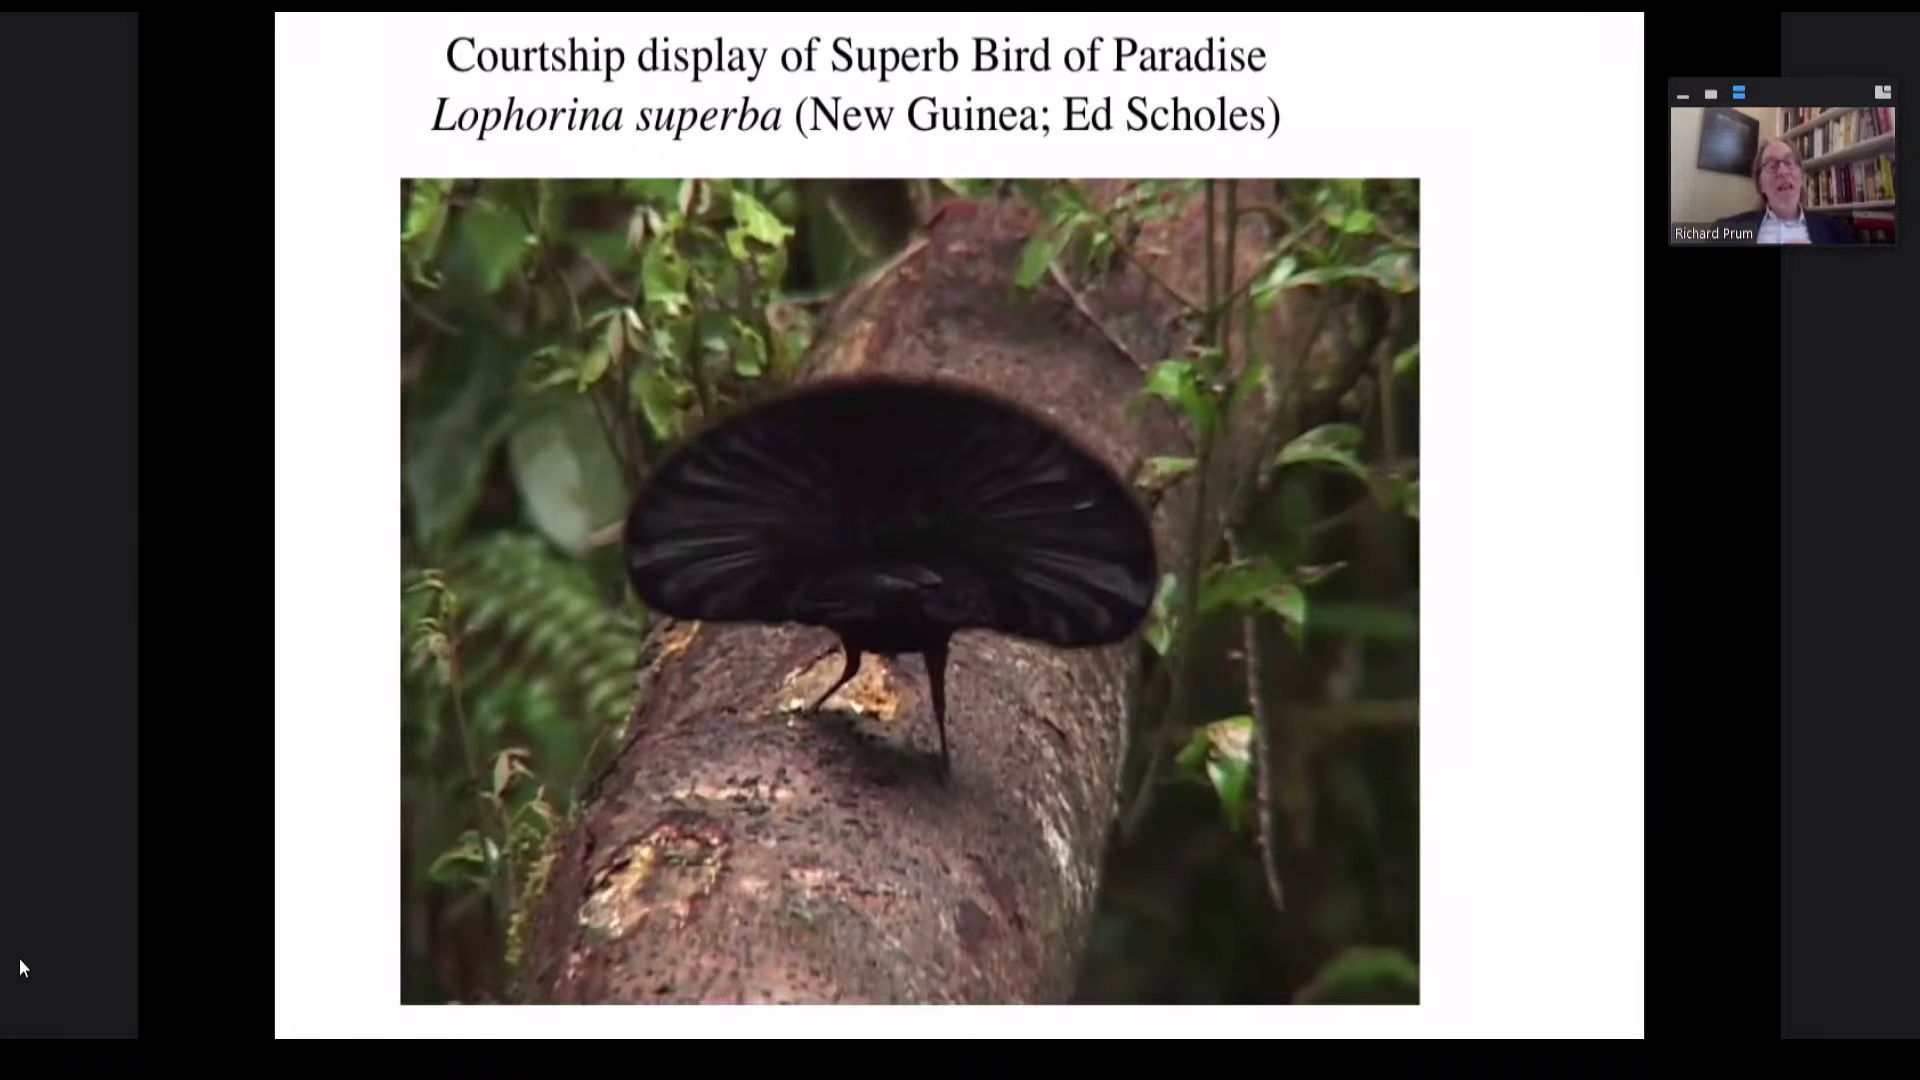 Courtship display of Superb Bird of Paradise
Lophorina superba (New Guinea; Ed Scholes)
Richard Prum